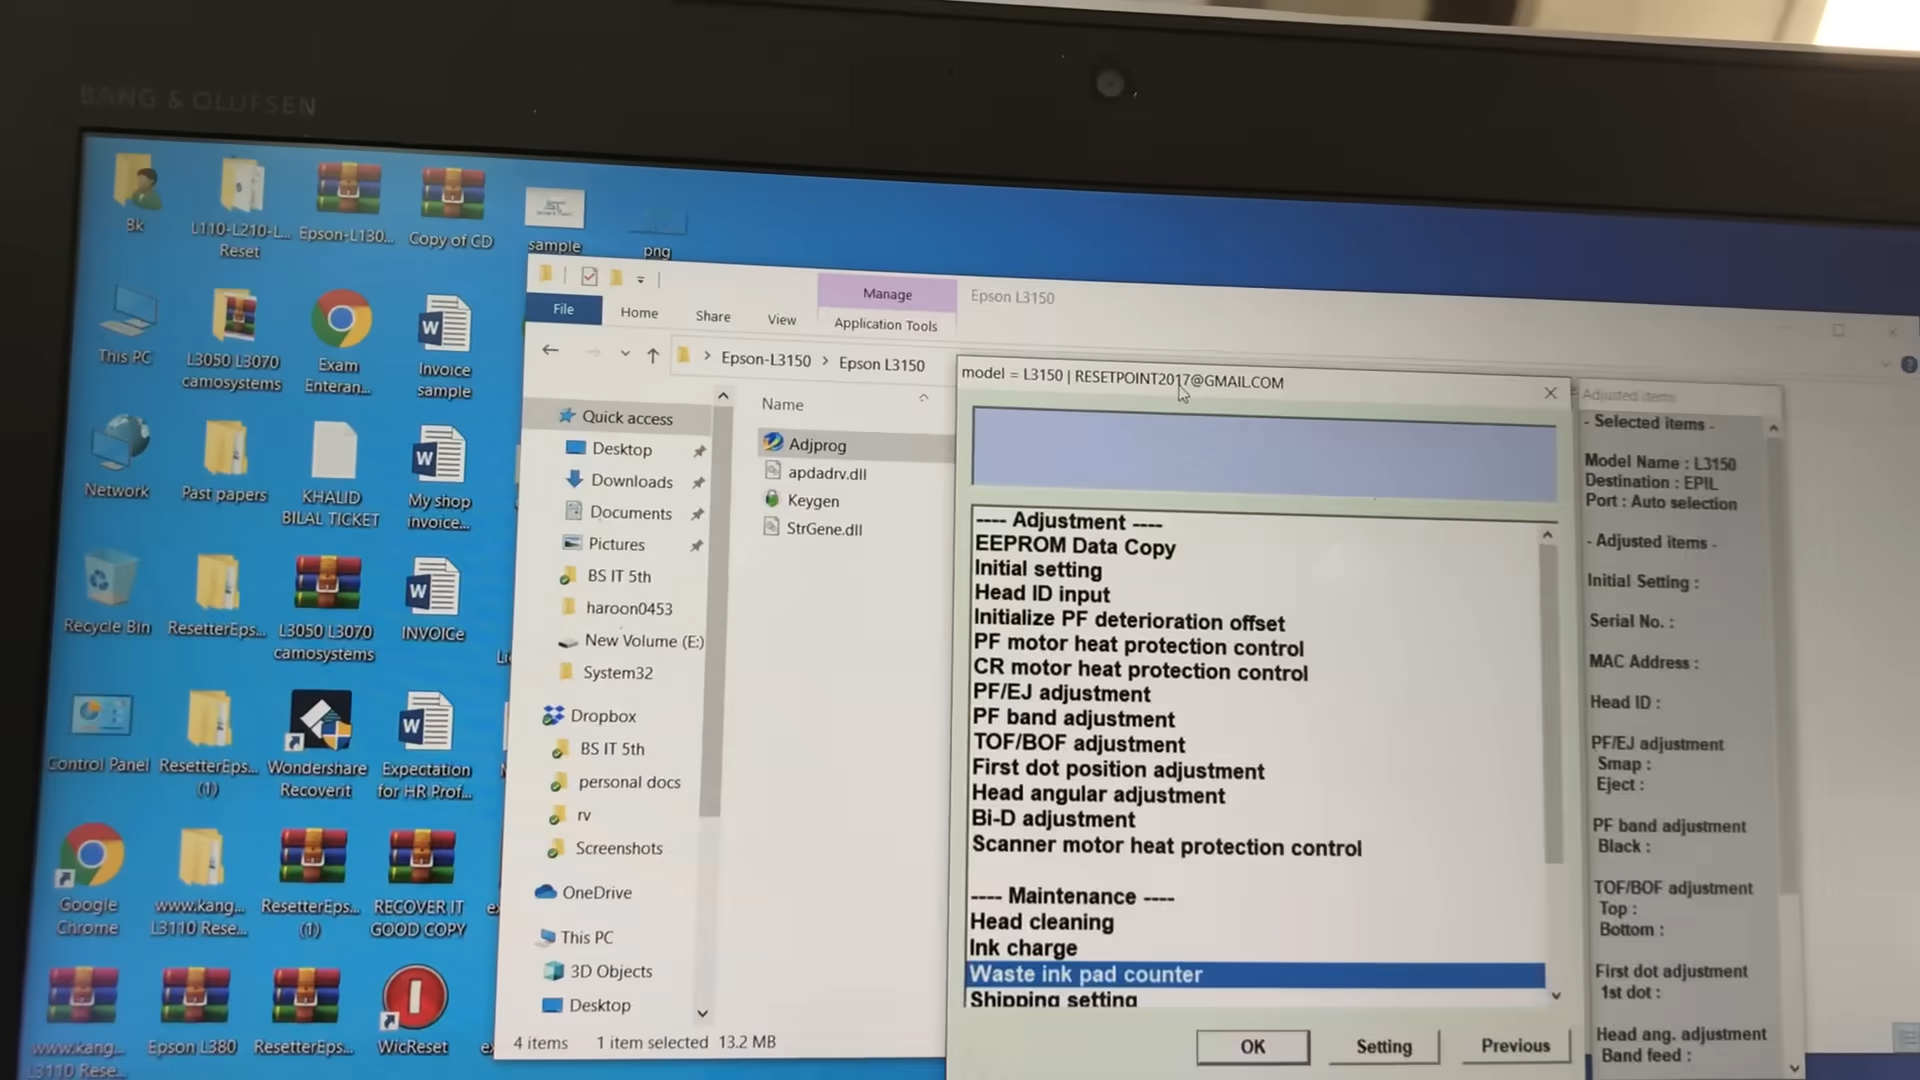 BANG & OLUFSEN
Bk
L110-L210-L...
Reset
Epson-L130...
Copy of CD
sample
png
This PC
L3050 L3070
camosystems
Exam
Enteran...
Invoice
sample
Network
Past papers
KHALID
BILAL TICKET
My shop
invoice...
Recycle Bin
ResetterEps...
L3050 L3070
camosystems
INVOICe
Control Panel
ResetterEps...
(1)
Wondershare
Recoverit
Expectation
for HR Prof...
Google
Chrome
www.kang...
L3110 Rese...
ResetterEps...
(1)
RECOVER IT
GOOD COPY
www.kang...
L3110 Rese...
Epson L380
ResetterEps...
WicReset
File
Home
Share
View
Manage
Application Tools
Epson L3150
Epson-L3150
Epson L3150
Quick access
Desktop
Downloads
Documents
Pictures
BS IT 5th
haroon0453
New Volume (E:)
System32
Dropbox
BS IT 5th
personal docs
rv
Screenshots
OneDrive
This PC
3D Objects
Desktop
Name
Adjprog
apdadrv.dll
Keygen
StrGene.dll
4 items
1 item selected 13.2 MB
model = L3150 | RESETPOINT2017@GMAIL.COM
---- Adjustment ----
EEPROM Data Copy
Initial setting
Head ID input
Initialize PF deterioration offset
PF motor heat protection control
CR motor heat protection control
PF/EJ adjustment
PF band adjustment
TOF/BOF adjustment
First dot position adjustment
Head angular adjustment
Bi-D adjustment
Scanner motor heat protection control
---- Maintenance ----
Head cleaning
Ink charge
Waste ink pad counter
Shipping setting
OK
Setting
Previous
Adjusted items
- Selected items -
Model Name : L3150
Destination : EPIL
Port : Auto selection
- Adjusted items -
Initial Setting :
Serial No. :
MAC Address :
Head ID :
PF/EJ adjustment
Smap :
Eject :
PF band adjustment
Black :
TOF/BOF adjustment
Top :
Bottom :
First dot adjustment
1st dot :
Head ang. adjustment
Band feed :